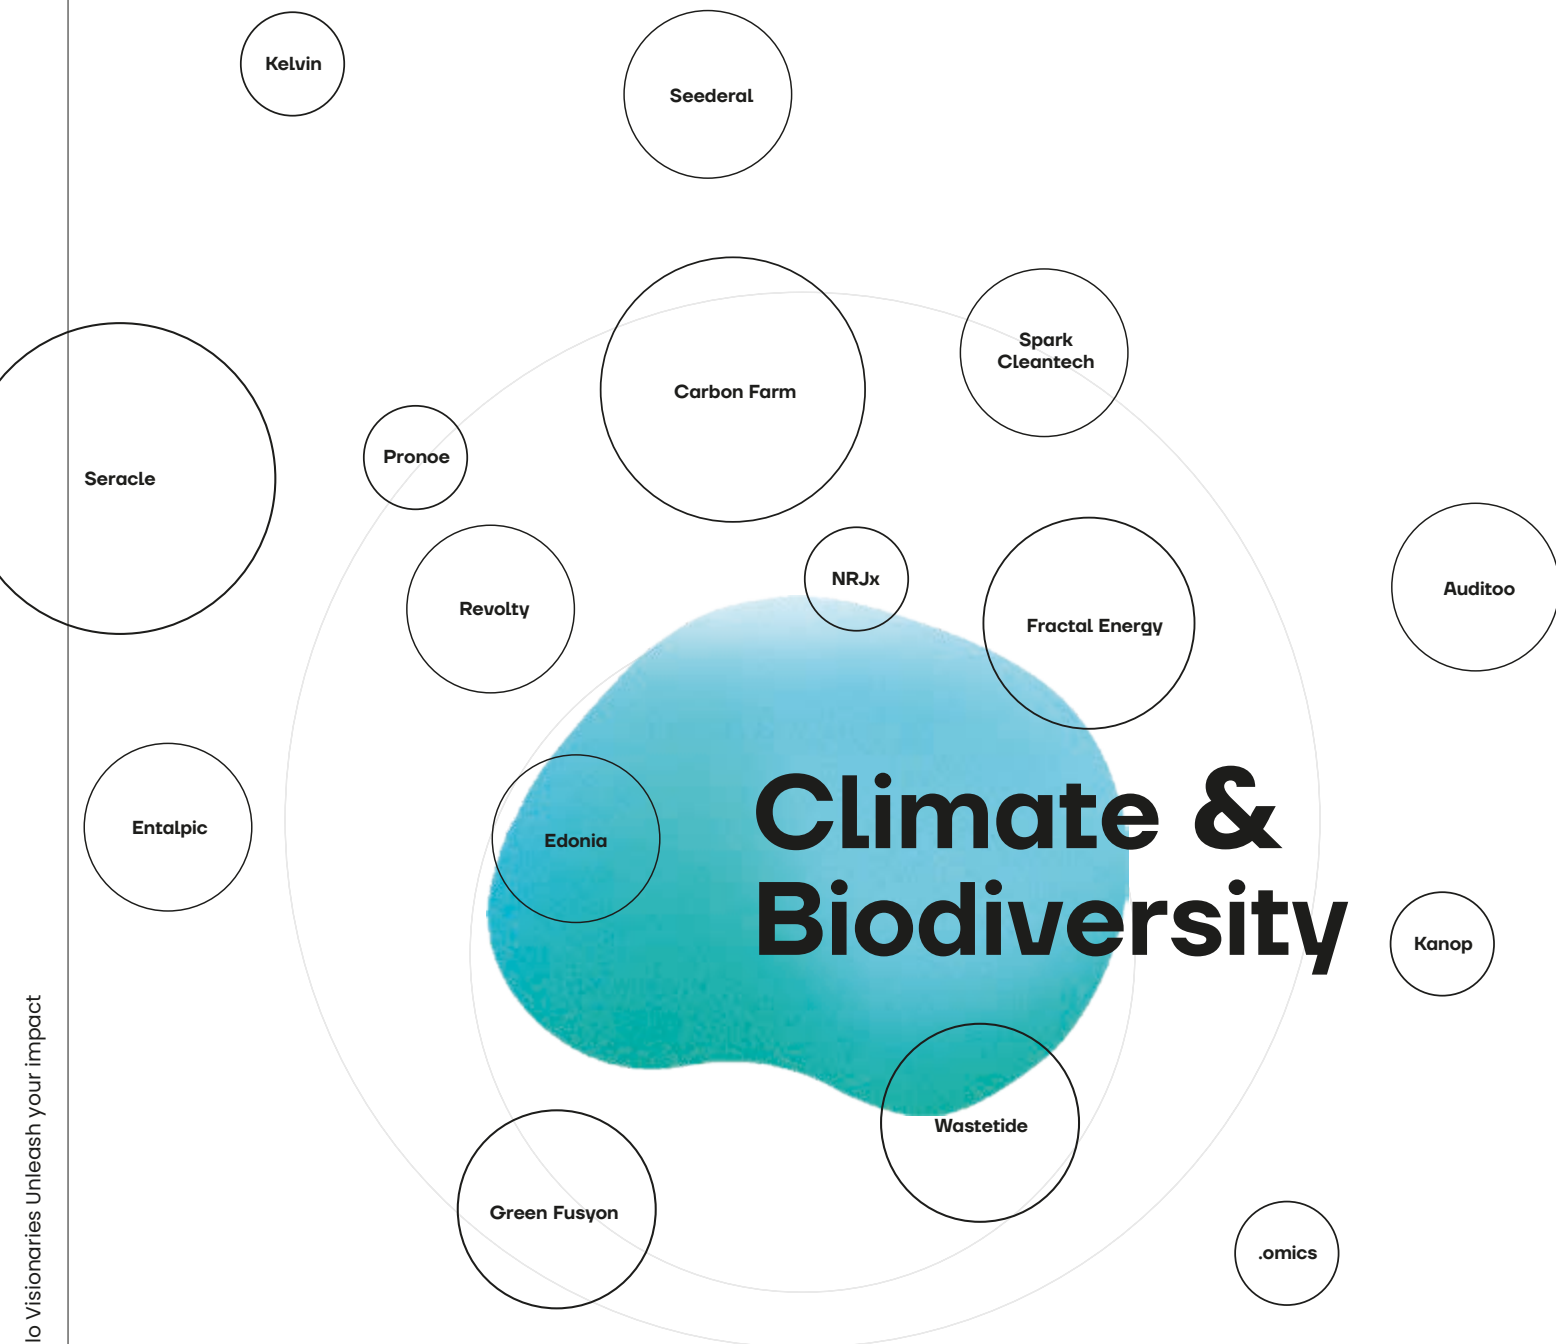 Kelvin
Seederal
Spark
Cleantech
Carbon Farm
Pronoe
Seracle
NRJx
Auditoo
Revolty
Fractal Energy
Climate &
Biodiversity
Entalpic
Edonia
Kanop
Wastetide
Green Fusyon
.omics
lo Visionaries Unleash your impact